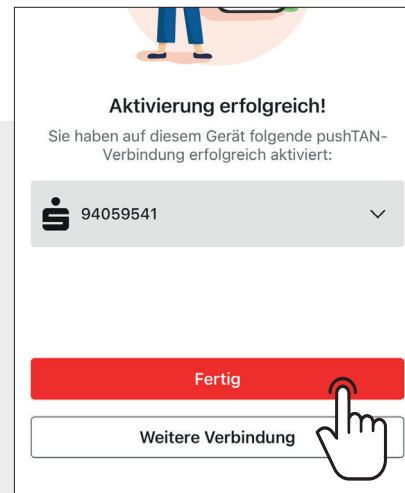 Aktivierung erfolgreich!
Sie haben auf diesem Gerät folgende pushTAN-
Verbindung erfolgreich aktiviert:
94059541
Fertig
Weitere Verbindung